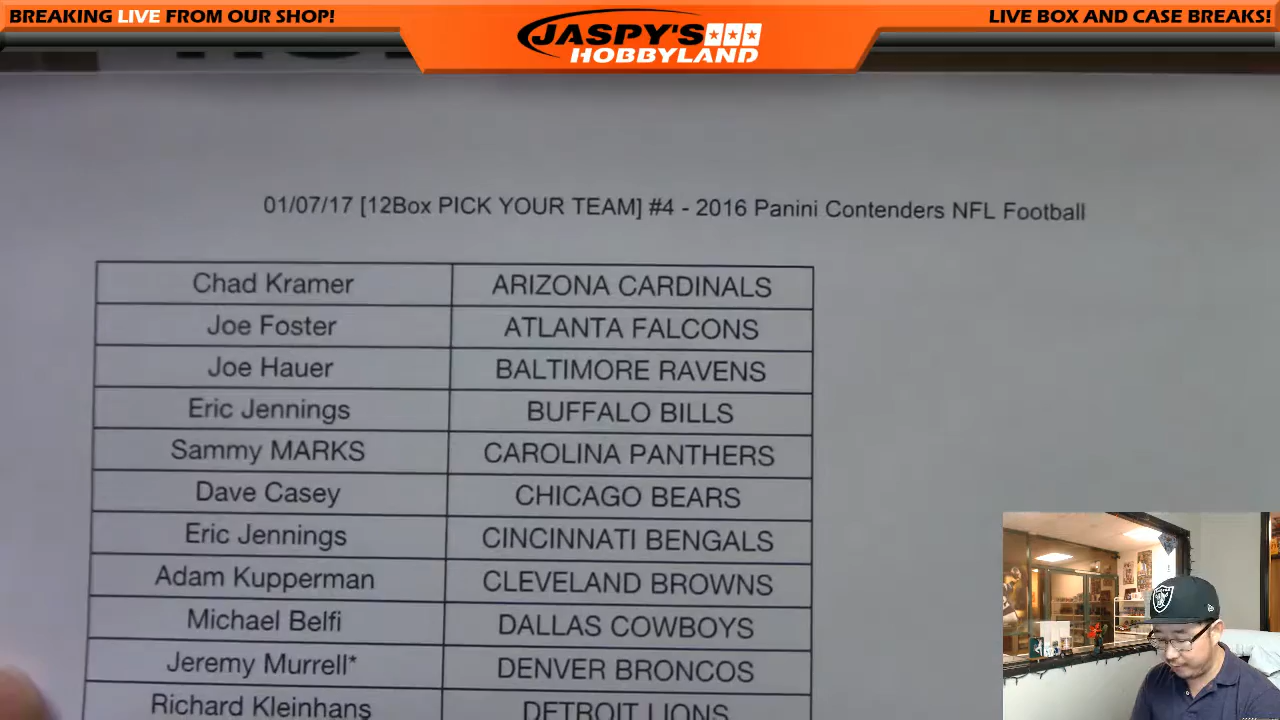 BREAKING LIVE FROM OUR SHOP!
JASPY'S
HOBBYLAND
LIVE BOX AND CASE BREAKS!
01/07/17 [12Box PICK YOUR TEAM] #4 - 2016 Panini Contenders NFL Football
Chad Kramer ARIZONA CARDINALS
Joe Foster ATLANTA FALCONS
Joe Hauer BALTIMORE RAVENS
Eric Jennings BUFFALO BILLS
Sammy MARKS CAROLINA PANTHERS
Dave Casey CHICAGO BEARS
Eric Jennings CINCINNATI BENGALS
Adam Kupperman CLEVELAND BROWNS
Michael Belfi DALLAS COWBOYS
Jeremy Murrell* DENVER BRONCOS
Richard Kleinhans DETROIT LIONS